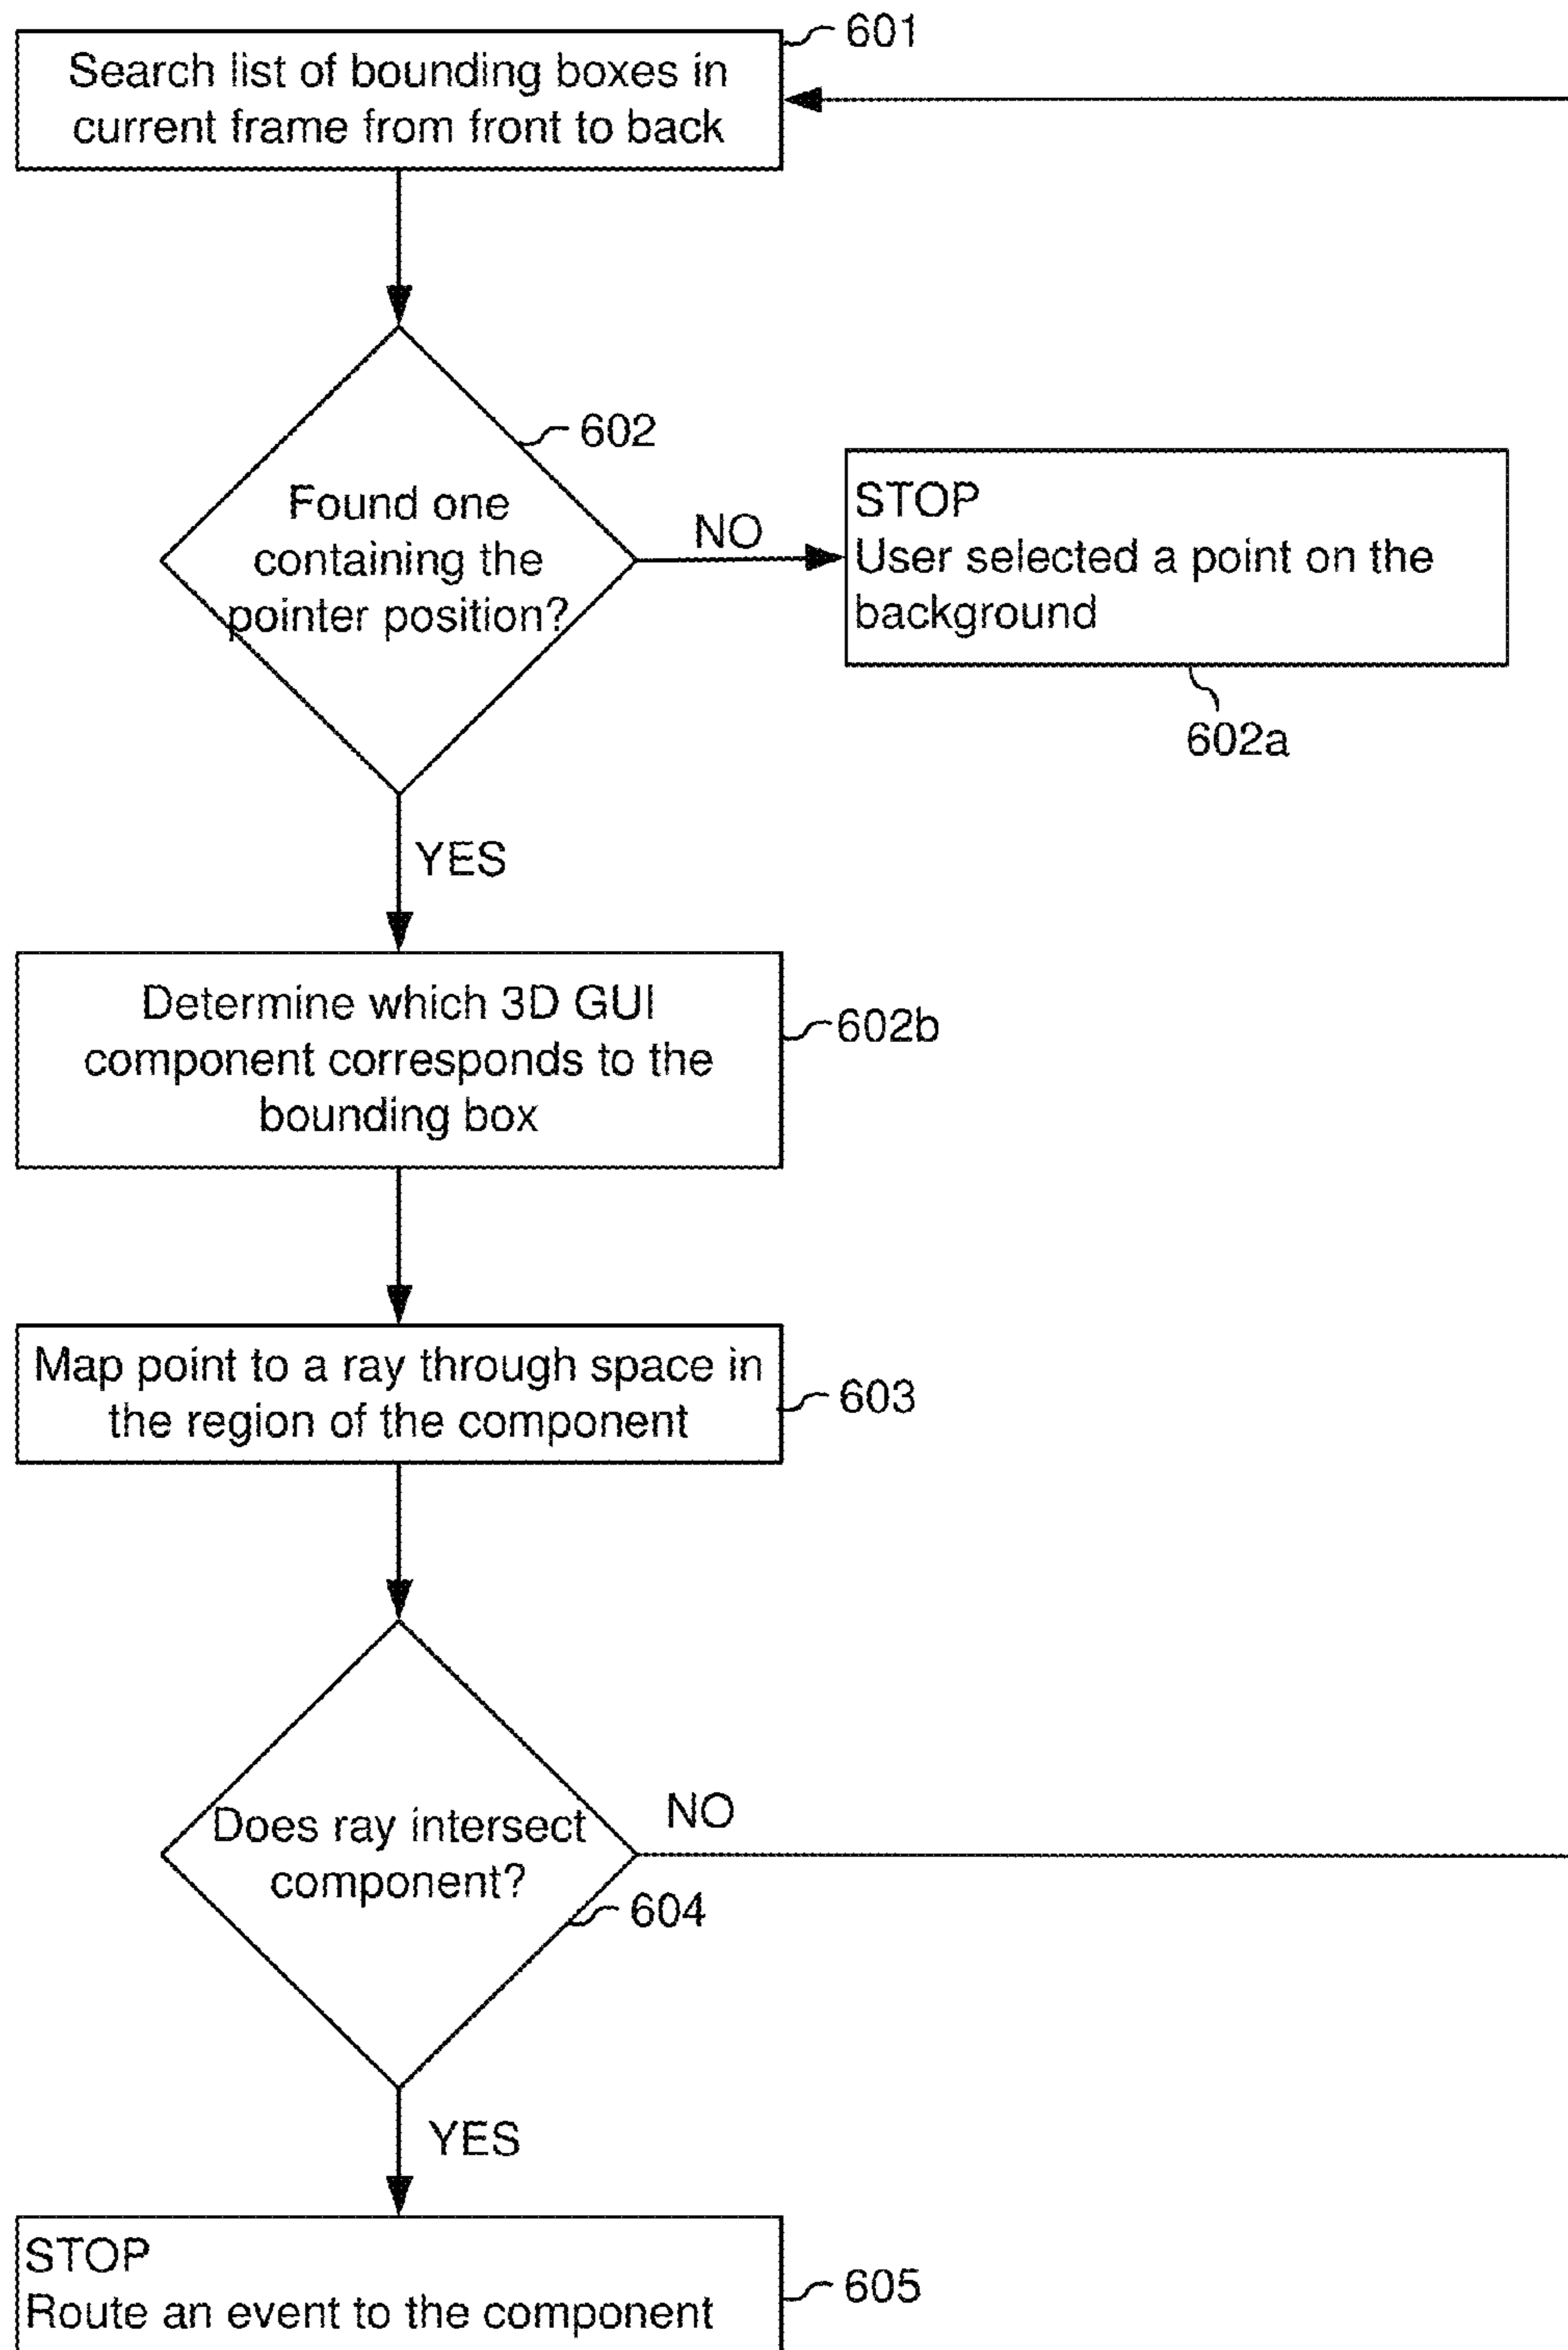 601
Search list of bounding boxes in
current frame from front to back
602
Found one
containing the
pointer position?
NO
STOP
User selected a point on the
background
602a
YES
Determine which 3D GUI
component corresponds to the
bounding box
602b
Map point to a ray through space in
the region of the component
603
Does ray intersect
component?
NO
604
YES
STOP
Route an event to the component
605